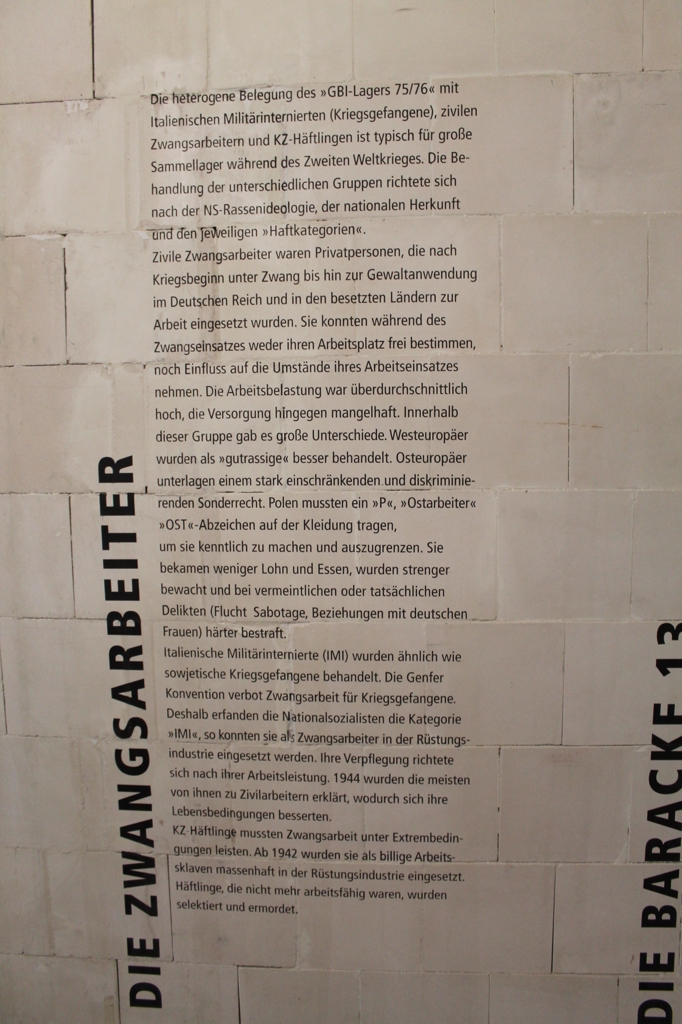 DIE ZWANGSARBEITER
Die heterogene Belegung des »GBI-Lagers 75/76« mit
Italienischen Militärinternierten (Kriegsgefangene), zivilen
Zwangsarbeitern und KZ-Häftlingen ist typisch für große
Sammellager während des Zweiten Weltkrieges. Die Be-
handlung der unterschiedlichen Gruppen richtete sich
nach der NS-Rassenideologie, der nationalen Herkunft
und den jeweiligen »Haftkategorien«.
Zivile Zwangsarbeiter waren Privatpersonen, die nach
Kriegsbeginn unter Zwang bis hin zur Gewaltanwendung
im Deutschen Reich und in den besetzten Ländern zur
Arbeit eingesetzt wurden. Sie konnten während des
Zwangseinsatzes weder ihren Arbeitsplatz frei bestimmen,
noch Einfluss auf die Umstände ihres Arbeitseinsatzes
nehmen. Die Arbeitsbelastung war überdurchschnittlich
hoch, die Versorgung hingegen mangelhaft. Innerhalb
dieser Gruppe gab es große Unterschiede. Westeuropäer
wurden als »gutrassige« besser behandelt. Osteuropäer
unterlagen einem stark einschränkenden und diskriminie-
renden Sonderrecht. Polen mussten ein »P«, »Ostarbeiter«
»OST«-Abzeichen auf der Kleidung tragen,
um sie kenntlich zu machen und auszugrenzen. Sie
bekamen weniger Lohn und Essen, wurden strenger
bewacht und bei vermeintlichen oder tatsächlichen
Delikten (Flucht Sabotage, Beziehungen mit deutschen
Frauen) härter bestraft.
Italienische Militärinternierte (IMI) wurden ähnlich wie
sowjetische Kriegsgefangene behandelt. Die Genfer
Konvention verbot Zwangsarbeit für Kriegsgefangene.
Deshalb erfanden die Nationalsozialisten die Kategorie
»IMI«, so konnten sie als Zwangsarbeiter in der Rüstungs-
industrie eingesetzt werden. Ihre Verpflegung richtete
sich nach ihrer Arbeitsleistung. 1944 wurden die meisten
von ihnen zu Zivilarbeitern erklärt, wodurch sich ihre
Lebensbedingungen besserten.
KZ-Häftlinge mussten Zwangsarbeit unter Extrembedin-
gungen leisten. Ab 1942 wurden sie als billige Arbeits-
sklaven massenhaft in der Rüstungsindustrie eingesetzt.
Häftlinge, die nicht mehr arbeitsfähig waren, wurden
selektiert und ermordet.
DIE BARACKE 13